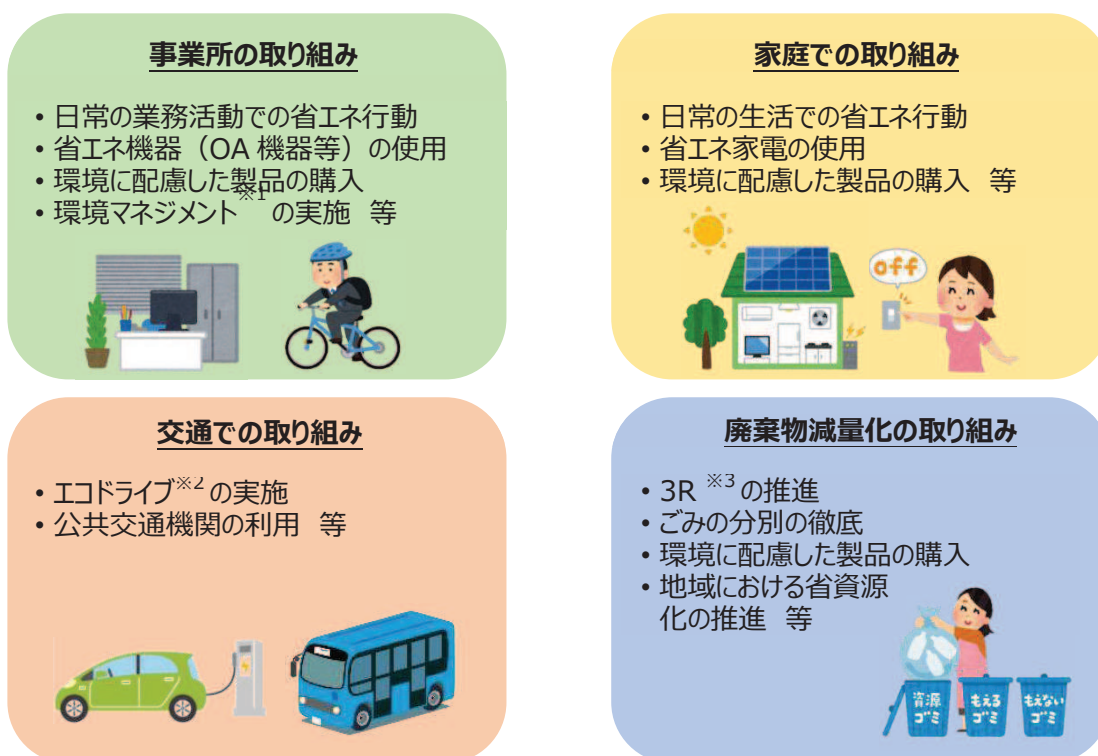 事業所の取り組み
• 日常の業務活動での省エネ行動
• 省エネ機器（OA 機器等）の使用
• 環境に配慮した製品の購入
• 環境マネジメント※1の実施 等
家庭での取り組み
• 日常の生活での省エネ行動
• 省エネ家電の使用
• 環境に配慮した製品の購入 等
off
交通での取り組み
• エコドライブ※2の実施
• 公共交通機関の利用 等
廃棄物減量化の取り組み
• 3R ※3の推進
• ごみの分別の徹底
• 環境に配慮した製品の購入
• 地域における省資源
化の推進 等
資源
ゴミ
もえる
ゴミ
もえない
ゴミ